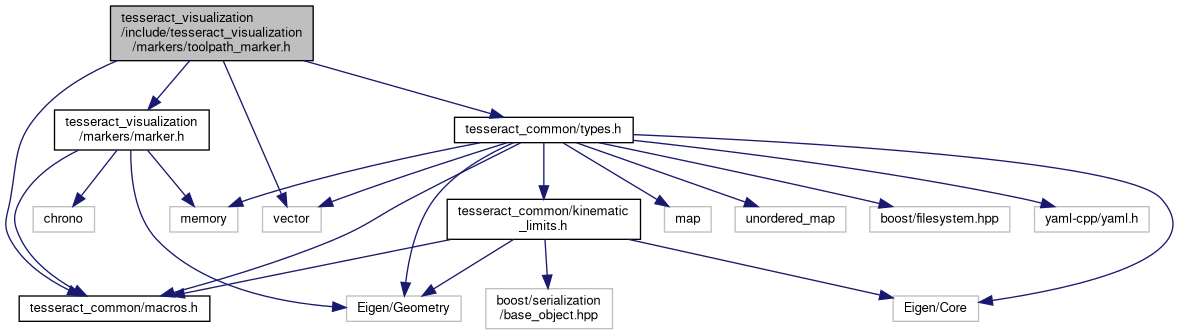 tesseract_visualization
/include/tesseract_visualization
/markers/toolpath_marker.h
tesseract_visualization
/markers/marker.h
tesseract_common/types.h
chrono
memory
vector
tesseract_common/kinematic
_limits.h
map
unordered_map
boost/filesystem.hpp
yaml-cpp/yaml.h
tesseract_common/macros.h
Eigen/Geometry
boost/serialization
/base_object.hpp
Eigen/Core